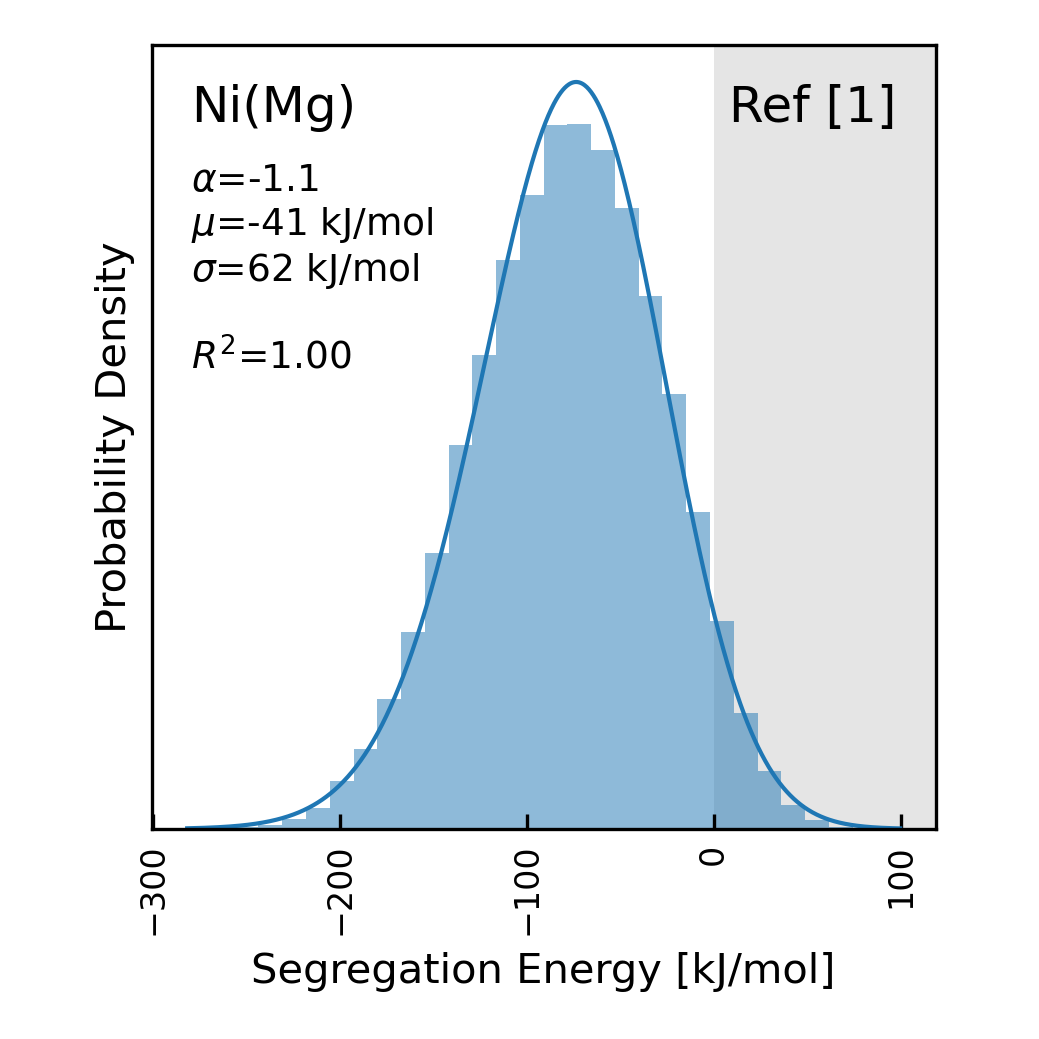 Ni(Mg)
Ref [1]
α=-1.1
μ=-41 kJ/mol
σ=62 kJ/mol
R²=1.00
Probability Density
−300
−200
−100
0
100
Segregation Energy [kJ/mol]